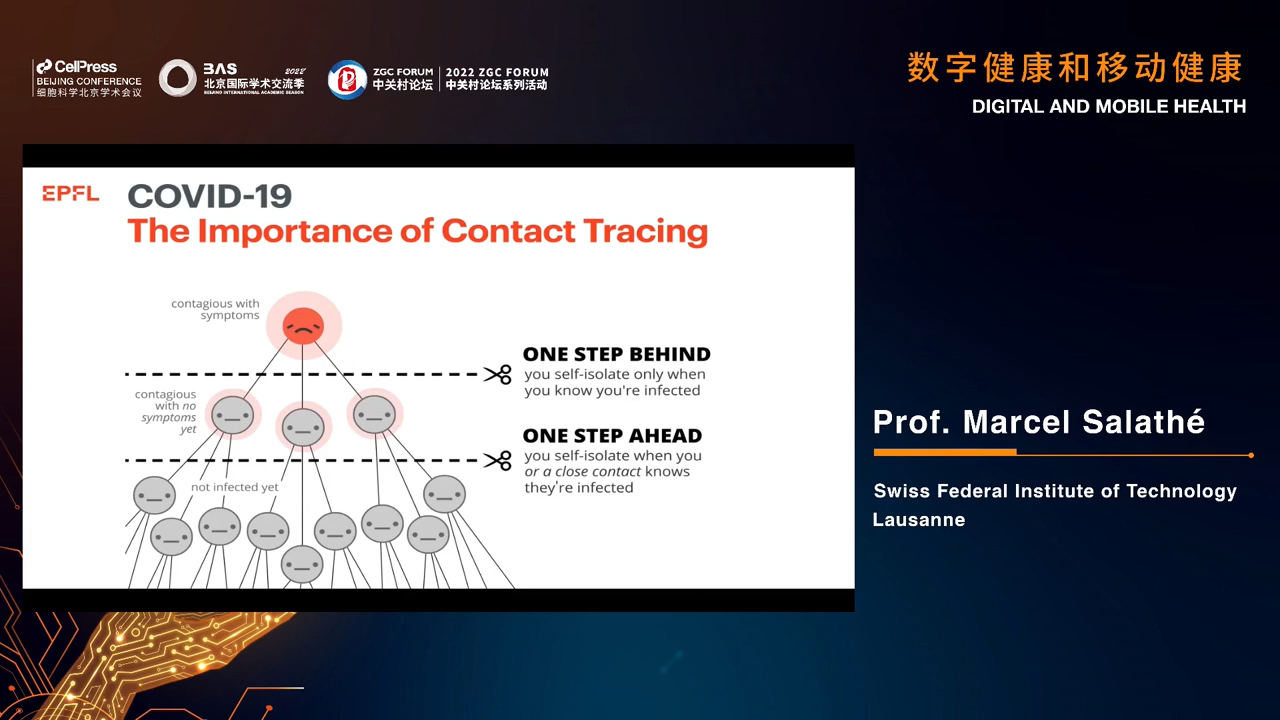 CellPress
BEIJING CONFERENCE
细胞科学北京学术会议
BAS 2022
北京国际学术交流季
BEIJING INTERNATIONAL ACADEMIC SEASON
ZGC FORUM
中关村论坛
2022 ZGC FORUM
中关村论坛系列活动
数字健康和移动健康
DIGITAL AND MOBILE HEALTH
EPFL
COVID-19
The Importance of Contact Tracing
contagious with
symptoms
ONE STEP BEHIND
you self-isolate only when
you know you're infected
contagious
with no
symptoms
yet
ONE STEP AHEAD
you self-isolate when you
or a close contact knows
they're infected
not infected yet
Prof. Marcel Salathé
Swiss Federal Institute of Technology
Lausanne